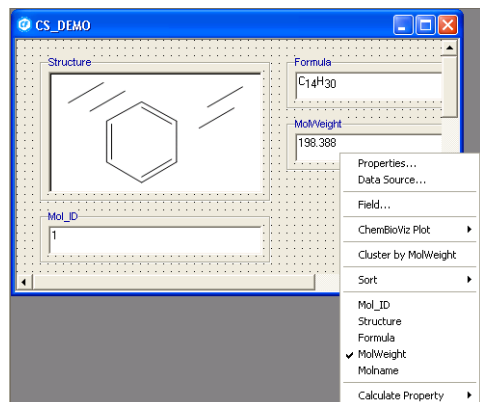 CS_DEMO
Structure
Formula
C14H30
MolWeight
198.388
Mol_ID
1
Properties...
Data Source...
Field...
ChemBioViz Plot
Cluster by MolWeight
Sort
Mol_ID
Structure
Formula
MolWeight
Molname
Calculate Property